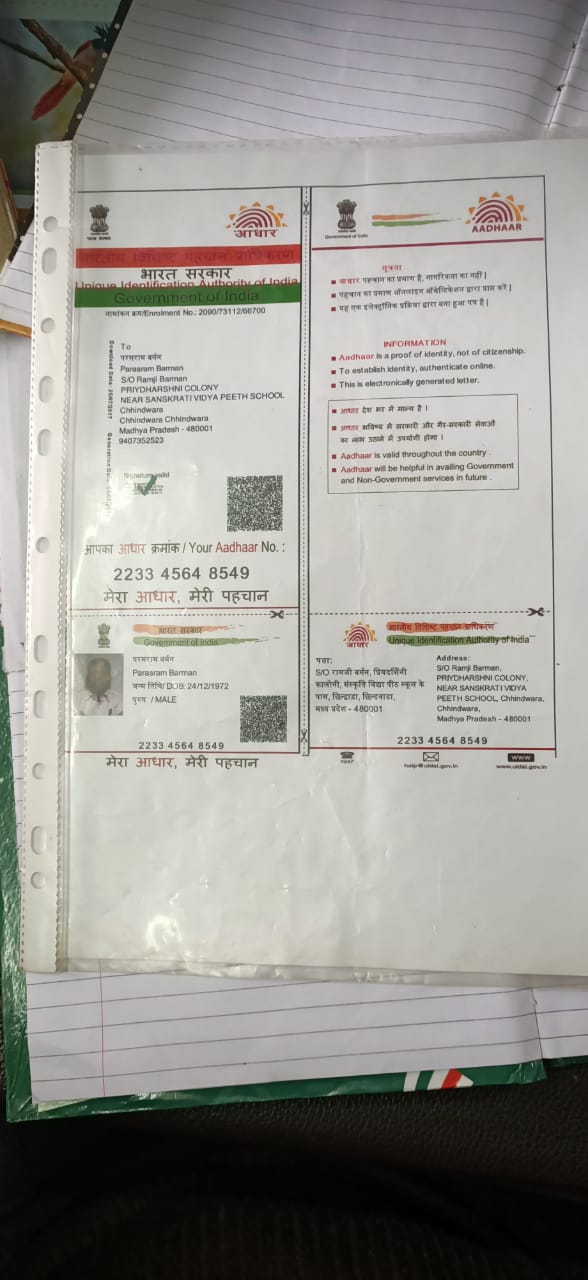 आधार
भारतीय विशिष्ट पहचान प्राधिकरण
भारत सरकार
Unique Identification Authority of India
Government of India
नामांकन क्रम/Enrolment No.: 2090/73112/66700
To
परसराम बर्मन
Parasram Barman
S/O Ramji Barman
PRIYDHARSHNI COLONY
NEAR SANSKRATI VIDYA PEETH SCHOOL
Chhindwara
Chhindwara Chhindwara
Madhya Pradesh - 480001
9407352523
Signature valid
आपका आधार क्रमांक / Your Aadhaar No. :
2233 4564 8549
मेरा आधार, मेरी पहचान
Government of India
AADHAAR
सूचना
आधार पहचान का प्रमाण है, नागरिकता का नहीं |
पहचान का प्रमाण ऑनलाइन ऑथेन्टिकेशन द्वारा प्राप्त करें |
यह एक इलेक्ट्रॉनिक प्रक्रिया द्वारा बना हुआ पत्र है |
INFORMATION
Aadhaar is a proof of identity, not of citizenship.
To establish identity, authenticate online.
This is electronically generated letter.
आधार देश भर में मान्य है |
आधार भविष्य में सरकारी और गैर-सरकारी सेवाओं
का लाभ उठाने में उपयोगी होगा |
Aadhaar is valid throughout the country .
Aadhaar will be helpful in availing Government
and Non-Government services in future .
भारत सरकार
Government of India
परसराम बर्मन
Parasram Barman
जन्म तिथि/ DOB: 24/12/1972
पुरुष / MALE
2233 4564 8549
मेरा आधार, मेरी पहचान
आधार
भारतीय विशिष्ट पहचान प्राधिकरण
Unique Identification Authority of India
पता:
S/O रामजी बर्मन, प्रियदर्शिनी
कालोनी, संस्कृति विद्या पीठ स्कूल के
पास, छिन्दवाड़ा,
मध्य प्रदेश - 480001
Address:
S/O Ramji Barman,
PRIYDHARSHNI COLONY,
NEAR SANSKRATI VIDYA
PEETH SCHOOL, Chhindwara,
Chhindwara,
Madhya Pradesh - 480001
2233 4564 8549
1947
help@uidai.gov.in
www
www.uidai.gov.in